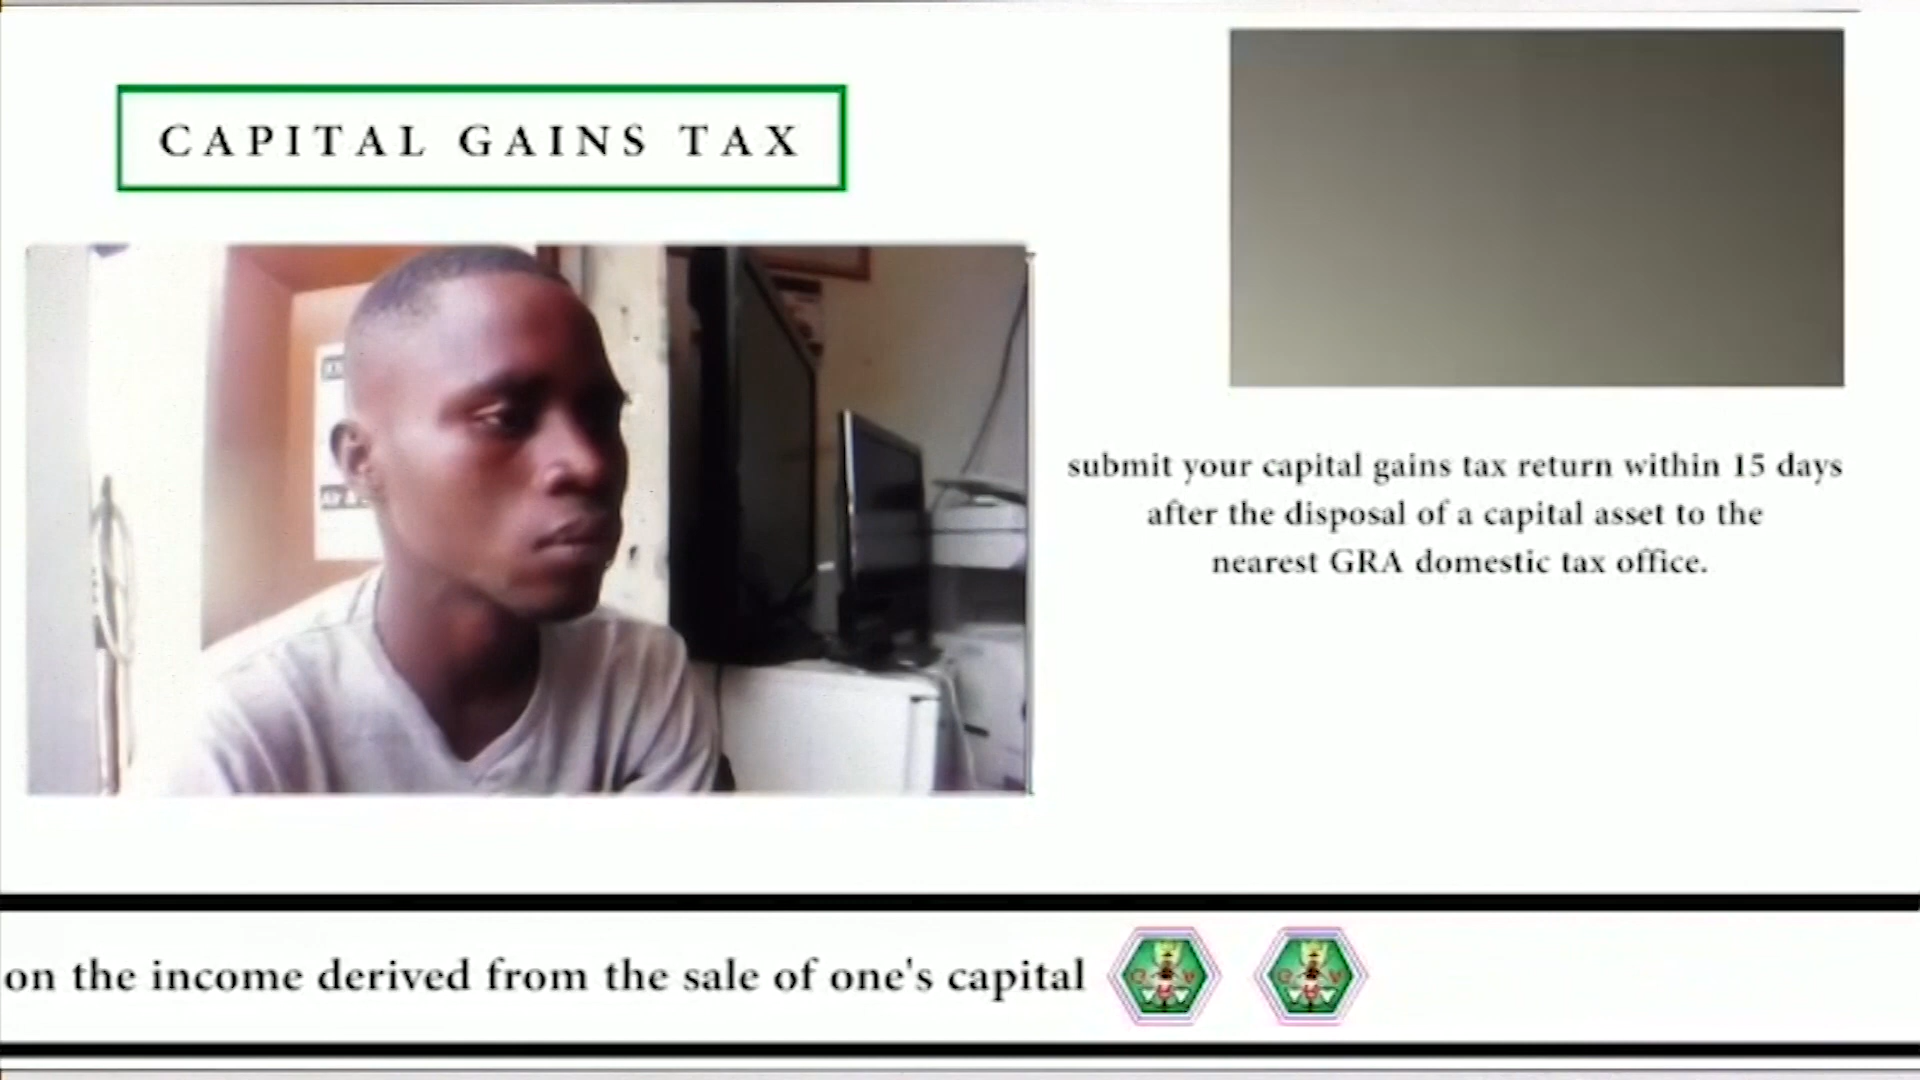 CAPITAL GAINS TAX
submit your capital gains tax return within 15 days
after the disposal of a capital asset to the
nearest GRA domestic tax office.
on the income derived from the sale of one's capital